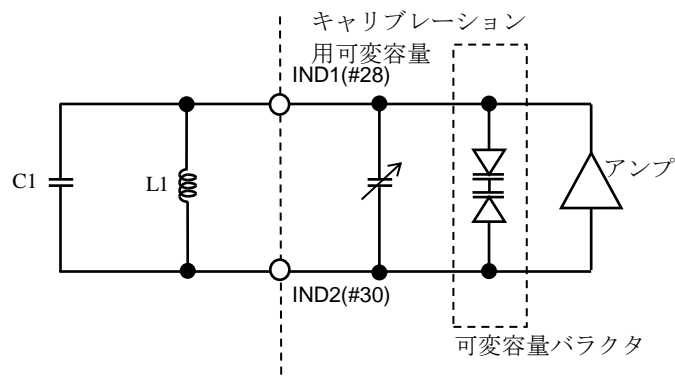 キャリブレーション
用可変容量
IND1(#28)
C1
L1
アンプ
IND2(#30)
可変容量バラクタ